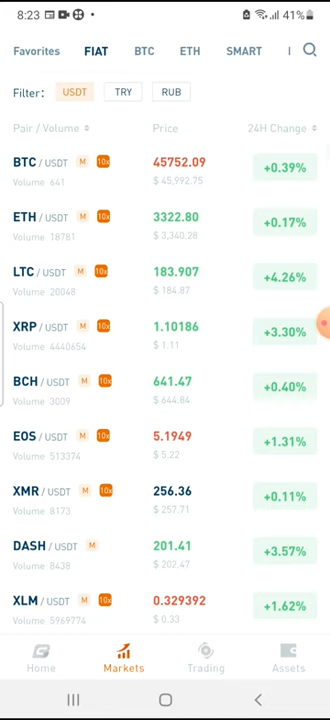 8:23 41%
Favorites FIAT BTC ETH SMART
Filter: USDT TRY RUB
Pair / Volume Price 24H Change
BTC / USDT M 10x 45752.09 +0.39%
Volume 641 $ 45,992.75
ETH / USDT M 10x 3322.80 +0.17%
Volume 18781 $ 3,340.28
LTC / USDT M 10x 183.907 +4.26%
Volume 20048 $ 184.87
XRP / USDT M 10x 1.10186 +3.30%
Volume 4440654 $ 1.11
BCH / USDT M 10x 641.47 +0.40%
Volume 3009 $ 644.84
EOS / USDT M 10x 5.1949 +1.31%
Volume 513374 $ 5.22
XMR / USDT M 10x 256.36 +0.11%
Volume 8173 $ 257.71
DASH / USDT M 201.41 +3.57%
Volume 8438 $ 202.47
XLM / USDT M 10x 0.329392 +1.62%
Volume 5969774 $ 0.33
Home Markets Trading Assets